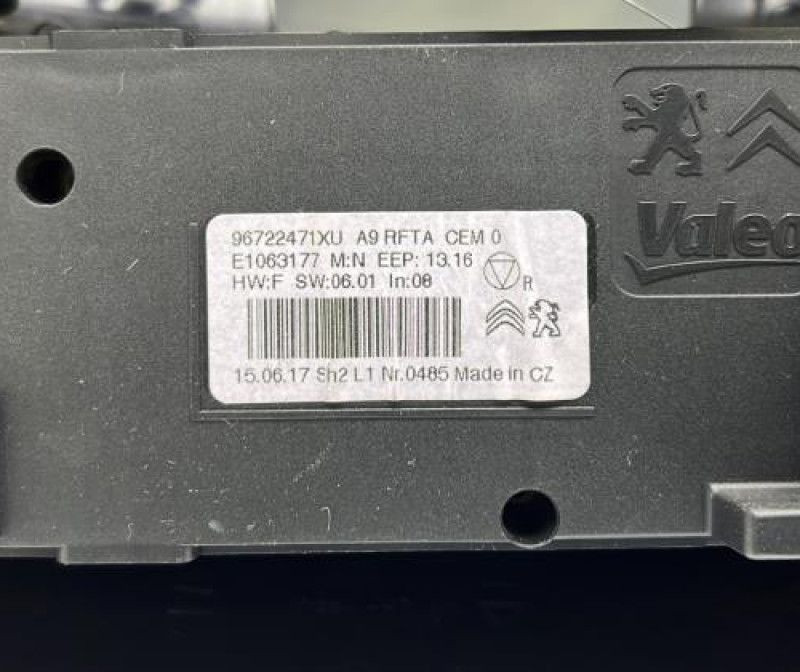 96722471XU A9 RFTA CEM 0
E1063177 M:N EEP: 13.16
HW:F SW:06.01 In:08
R
15.06.17 Sh2 L1 Nr.0485 Made in CZ
Valeo